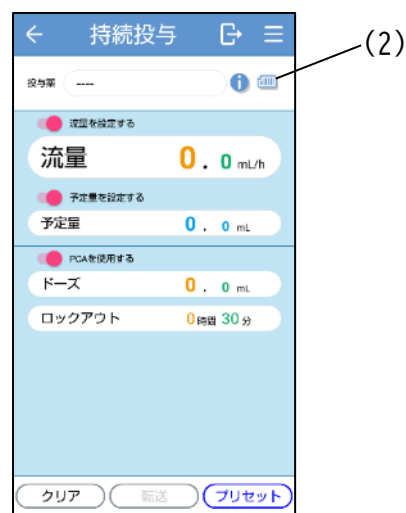 持続投与
(2)
投与薬 ----
流量を設定する
流量 0 . 0 mL/h
予定量を設定する
予定量 0 . 0 mL
PCAを使用する
ドーズ 0 . 0 mL
ロックアウト 0時間 30分
クリア 転送 プリセット